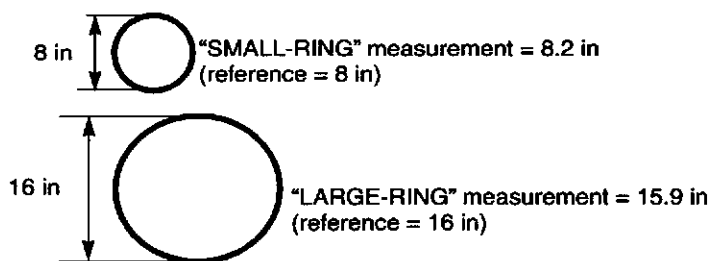 8 in
“SMALL-RING” measurement = 8.2 in
(reference = 8 in)
16 in
“LARGE-RING” measurement = 15.9 in
(reference = 16 in)